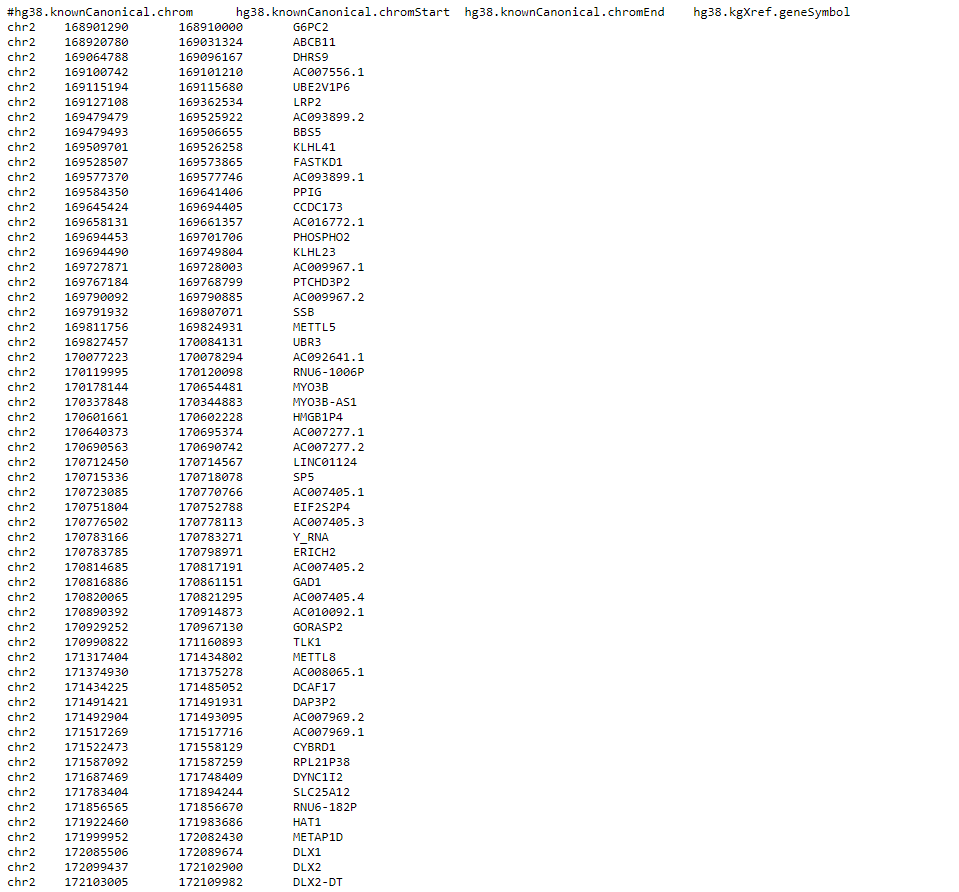 #hg38.knownCanonical.chrom hg38.knownCanonical.chromStart hg38.knownCanonical.chromEnd hg38.kgXref.geneSymbol
chr2 168901290 168910000 G6PC2
chr2 168920780 169031324 ABCB11
chr2 169064788 169096167 DHRS9
chr2 169100742 169101210 AC007556.1
chr2 169115194 169115680 UBE2V1P6
chr2 169127108 169362534 LRP2
chr2 169479479 169525922 AC093899.2
chr2 169479493 169506655 BBS5
chr2 169509701 169526258 KLHL41
chr2 169528507 169573865 FASTKD1
chr2 169577370 169577746 AC093899.1
chr2 169584350 169641406 PPIG
chr2 169645424 169694405 CCDC173
chr2 169658131 169661357 AC016772.1
chr2 169694453 169701706 PHOSPHO2
chr2 169694490 169749804 KLHL23
chr2 169727871 169728003 AC009967.1
chr2 169767184 169768799 PTCHD3P2
chr2 169790092 169790885 AC009967.2
chr2 169791932 169807071 SSB
chr2 169811756 169824931 METTL5
chr2 169827457 170084131 UBR3
chr2 170077223 170078294 AC092641.1
chr2 170119995 170120098 RNU6-1006P
chr2 170178144 170654481 MYO3B
chr2 170337848 170344883 MYO3B-AS1
chr2 170601661 170602228 HMGB1P4
chr2 170640373 170695374 AC007277.1
chr2 170690563 170690742 AC007277.2
chr2 170712450 170714567 LINC01124
chr2 170715336 170718078 SP5
chr2 170723085 170770766 AC007405.1
chr2 170751804 170752788 EIF2S2P4
chr2 170776502 170778113 AC007405.3
chr2 170783166 170783271 Y_RNA
chr2 170783785 170798971 ERICH2
chr2 170814685 170817191 AC007405.2
chr2 170816886 170861151 GAD1
chr2 170820065 170821295 AC007405.4
chr2 170890392 170914873 AC010092.1
chr2 170929252 170967130 GORASP2
chr2 170990822 171160893 TLK1
chr2 171317404 171434802 METTL8
chr2 171374930 171375278 AC008065.1
chr2 171434225 171485052 DCAF17
chr2 171491421 171491931 DAP3P2
chr2 171492904 171493095 AC007969.2
chr2 171517269 171517716 AC007969.1
chr2 171522473 171558129 CYBRD1
chr2 171587092 171587259 RPL21P38
chr2 171687469 171748409 DYNC1I2
chr2 171783404 171894244 SLC25A12
chr2 171856565 171856670 RNU6-182P
chr2 171922460 171983686 HAT1
chr2 171999952 172082430 METAP1D
chr2 172085506 172089674 DLX1
chr2 172099437 172102900 DLX2
chr2 172103005 172109982 DLX2-DT